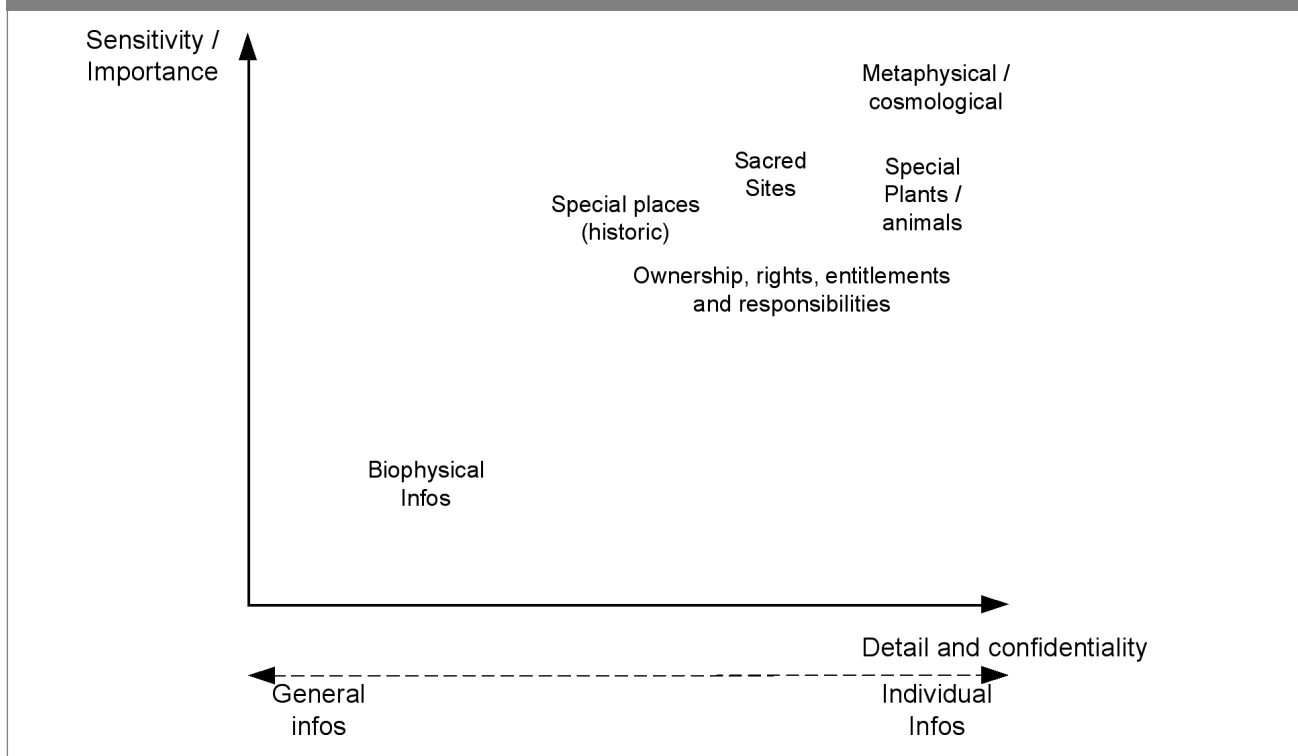 Sensitivity /
Importance
Metaphysical /
cosmological
Sacred
Sites
Special
Plants /
animals
Special places
(historic)
Ownership, rights, entitlements
and responsibilities
Biophysical
Infos
Detail and confidentiality
General
infos
Individual
Infos